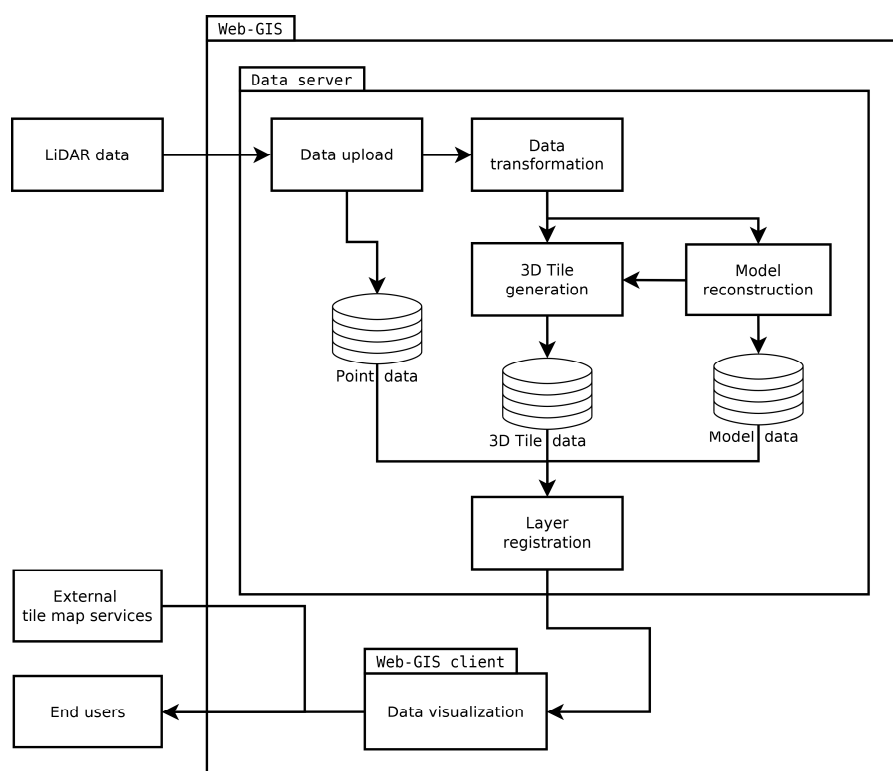 Web-GIS
Data server
LiDAR data
Data upload
Data
transformation
3D Tile
generation
Model
reconstruction
Point data
3D Tile data
Model data
Layer
registration
External
tile map services
Web-GIS client
End users
Data visualization